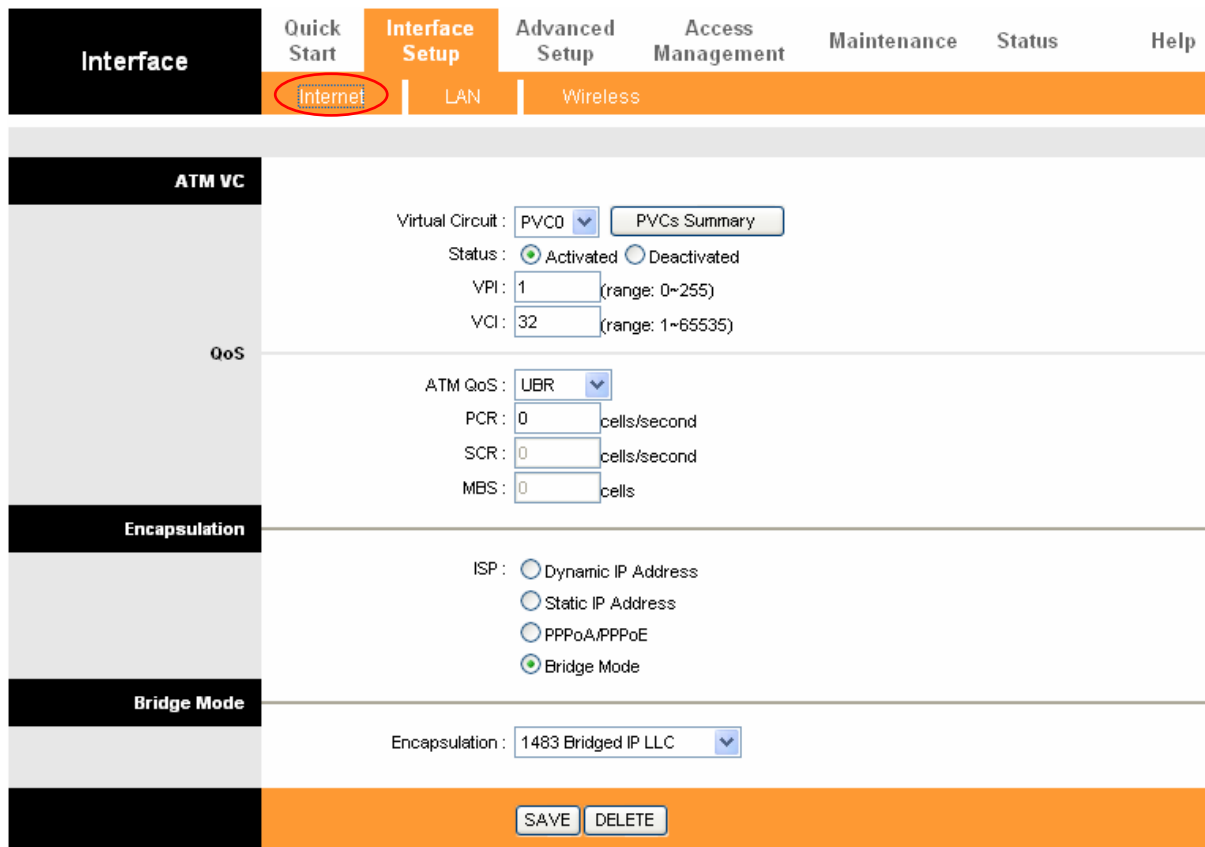 Interface
Quick Start
Interface Setup
Advanced Setup
Access Management
Maintenance
Status
Help
Internet
LAN
Wireless
ATM VC
Virtual Circuit : PVC0 PVCs Summary
Status : Activated Deactivated
VPI : 1 (range: 0~255)
VCI : 32 (range: 1~65535)
QoS
ATM QoS : UBR
PCR : 0 cells/second
SCR : 0 cells/second
MBS : 0 cells
Encapsulation
ISP : Dynamic IP Address
Static IP Address
PPPoA/PPPoE
Bridge Mode
Bridge Mode
Encapsulation : 1483 Bridged IP LLC
SAVE DELETE